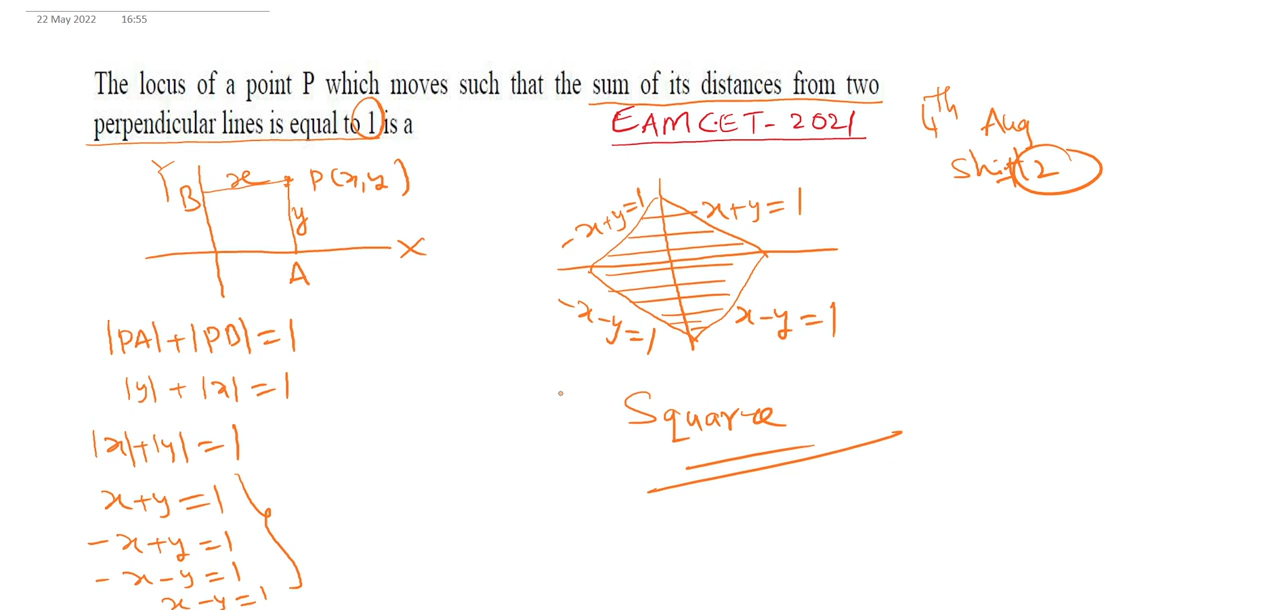 22 May 2022 16:55
The locus of a point P which moves such that the sum of its distances from two
perpendicular lines is equal to 1 is a
EAMCET-2021
4th Aug
Shift 2
Y
B x P(x,y)
y
X
A
-x+y=1
x+y=1
-x-y=1
x-y=1
|PA|+|PB|=1
|y|+|x|=1
|x|+|y|=1
x+y=1
-x+y=1
-x-y=1
x-y=1
Square